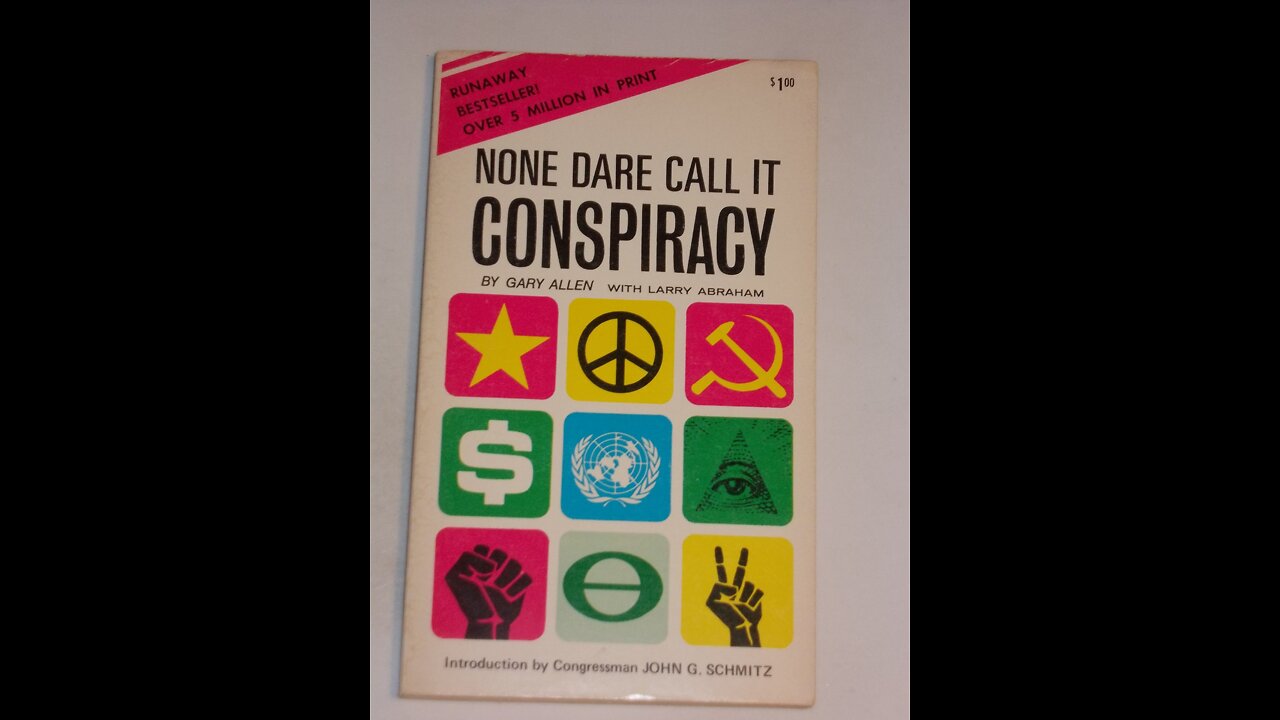 RUNAWAY
BESTSELLER!
OVER 5 MILLION IN PRINT
$1.00
NONE DARE CALL IT
CONSPIRACY
BY GARY ALLEN WITH LARRY ABRAHAM
$
Introduction by Congressman JOHN G. SCHMITZ